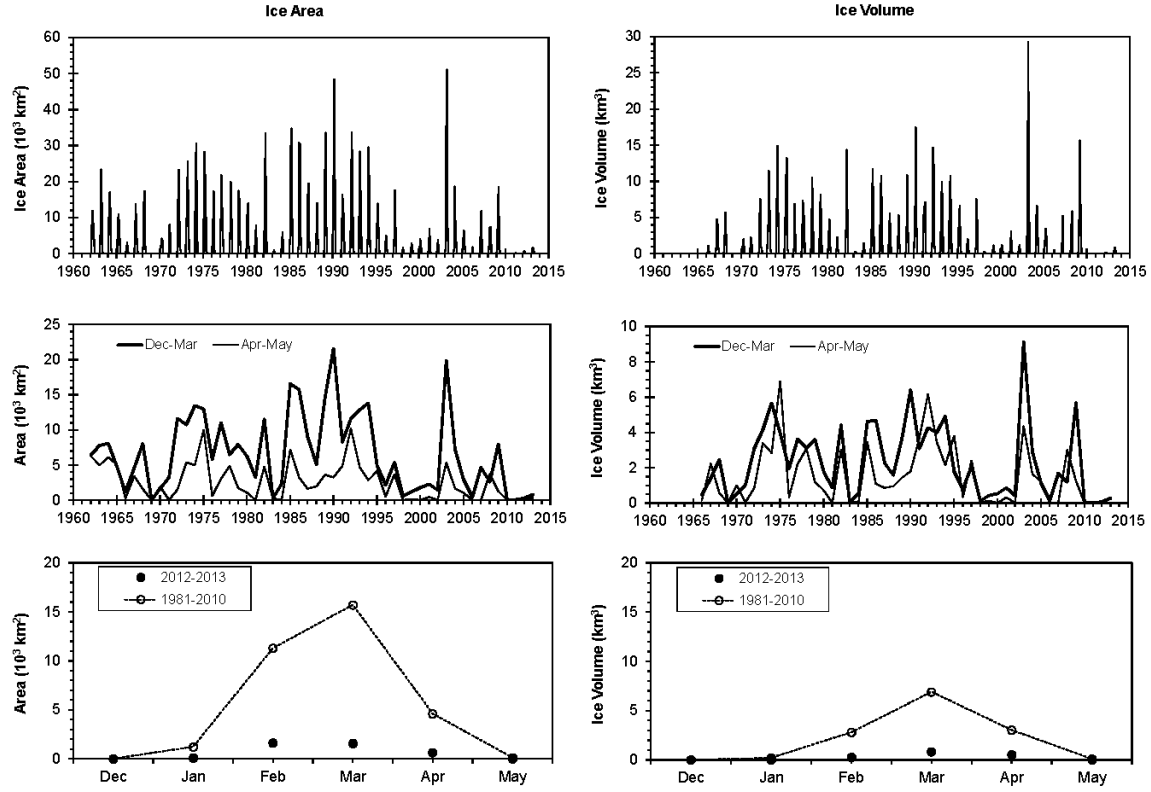 Ice Area
Ice Volume
Ice Area (10³ km²)
60
50
40
30
20
10
0
1960 1965 1970 1975 1980 1985 1990 1995 2000 2005 2010 2015
Ice Volume (km³)
30
25
20
15
10
5
0
1960 1965 1970 1975 1980 1985 1990 1995 2000 2005 2010 2015
Area (10³ km²)
25
20
15
10
5
0
Dec-Mar Apr-May
1960 1965 1970 1975 1980 1985 1990 1995 2000 2005 2010 2015
Ice Volume (km³)
10
8
6
4
2
0
Dec-Mar Apr-May
1960 1965 1970 1975 1980 1985 1990 1995 2000 2005 2010 2015
Area (10³ km²)
20
15
10
5
0
2012-2013
1981-2010
Dec Jan Feb Mar Apr May
Ice Volume (km³)
20
15
10
5
0
2012-2013
1981-2010
Dec Jan Feb Mar Apr May